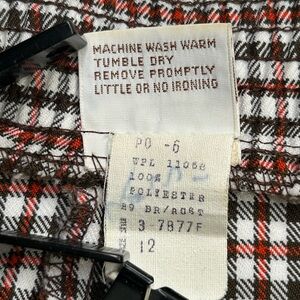 MACHINE WASH WARM
TUMBLE DRY
REMOVE PROMPTLY
LITTLE OR NO IRONING
PO -6
WPL 11068
100%
POLYESTER
89 BR/RUST
3 7877F
12